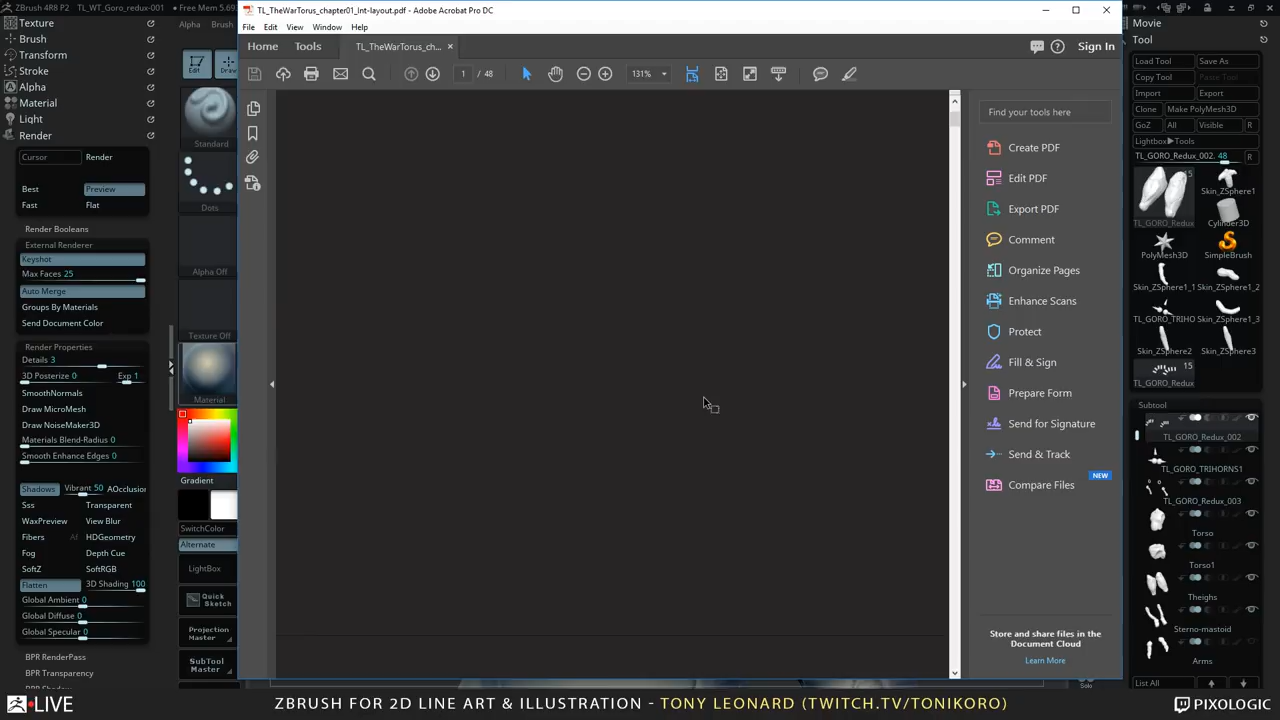 ZBrush 4R8 P2
TL_WT_Goro_redux-001
Free Mem 5.69
TL_TheWarTorus_chapter01_Int-layout.pdf - Adobe Acrobat Pro DC
File
Edit
View
Window
Help
Home
Tools
TL_TheWarTorus_ch...
Sign In
1
/ 48
131%
Texture
Brush
Transform
Stroke
Alpha
Material
Light
Render
Cursor
Render
Best
Preview
Fast
Flat
Render Booleans
External Renderer
Keyshot
Max Faces 25
Auto Merge
Groups By Materials
Send Document Color
Render Properties
Details 3
3D Posterize 0
Exp 1
SmoothNormals
Draw MicroMesh
Draw NoiseMaker3D
Materials Blend-Radius 0
Smooth Enhance Edges 0
Shadows
Vibrant 50
AOcclusion
Sss
Transparent
WaxPreview
View Blur
Fibers
Af
HDGeometry
Fog
Depth Cue
SoftZ
SoftRGB
Flatten
3D Shading 100
Global Ambient 0
Global Diffuse 0
Global Specular 0
BPR RenderPass
BPR Transparency
BPR Shadow
Alpha
Brush
Edit
Draw
Standard
Dots
Alpha Off
Texture Off
Material
Gradient
SwitchColor
Alternate
LightBox
Quick
Sketch
Projection
Master
SubTool
Master
Find your tools here
Create PDF
Edit PDF
Export PDF
Comment
Organize Pages
Enhance Scans
Protect
Fill & Sign
Prepare Form
Send for Signature
Send & Track
NEW
Compare Files
Store and share files in the
Document Cloud
Learn More
Movie
Tool
Load Tool
Save As
Copy Tool
Paste Tool
Import
Export
Clone
Make PolyMesh3D
GoZ
All
Visible
R
Lightbox▶Tools
TL_GORO_Redux_002. 48
R
15
Skin_ZSphere1
TL_GORO_Redux
Cylinder3D
PolyMesh3D
SimpleBrush
Skin_ZSphere1_1
Skin_ZSphere1_2
TL_GORO_TRIHO
Skin_ZSphere1_3
Skin_ZSphere2
Skin_ZSphere3
15
TL_GORO_Redux
Subtool
TL_GORO_Redux_002
TL_GORO_TRIHORNS1
TL_GORO_Redux_003
Torso
Torso1
Theighs
Sterno-mastoid
Arms
List All
Solo
LIVE
ZBRUSH FOR 2D LINE ART & ILLUSTRATION - TONY LEONARD (TWITCH.TV/TONIKORO)
PIXOLOGIC